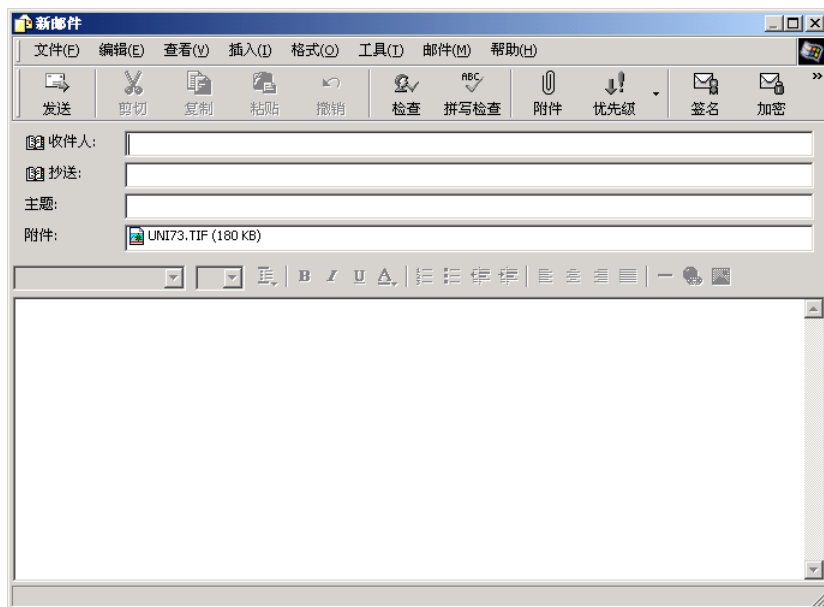 新邮件
文件(F) 编辑(E) 查看(V) 插入(I) 格式(O) 工具(T) 邮件(M) 帮助(H)
ABC
发送 剪切 复制 粘贴 撤销 检查 拼写检查 附件 优先级 签名 加密 »
收件人:
抄送:
主题:
附件: UNI73.TIF (180 KB)
B I U A